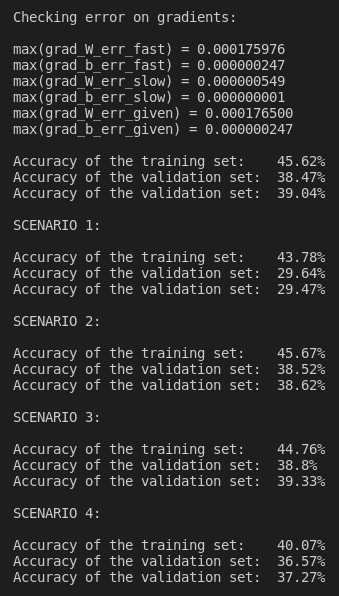 Checking error on gradients:
max(grad_W_err_fast) = 0.000175976
max(grad_b_err_fast) = 0.000000247
max(grad_W_err_slow) = 0.000000549
max(grad_b_err_slow) = 0.000000001
max(grad_W_err_given) = 0.000176500
max(grad_b_err_given) = 0.000000247
Accuracy of the training set:    45.62%
Accuracy of the validation set:  38.47%
Accuracy of the validation set:  39.04%
SCENARIO 1:
Accuracy of the training set:    43.78%
Accuracy of the validation set:  29.64%
Accuracy of the validation set:  29.47%
SCENARIO 2:
Accuracy of the training set:    45.67%
Accuracy of the validation set:  38.52%
Accuracy of the validation set:  38.62%
SCENARIO 3:
Accuracy of the training set:    44.76%
Accuracy of the validation set:  38.8%
Accuracy of the validation set:  39.33%
SCENARIO 4:
Accuracy of the training set:    40.07%
Accuracy of the validation set:  36.57%
Accuracy of the validation set:  37.27%